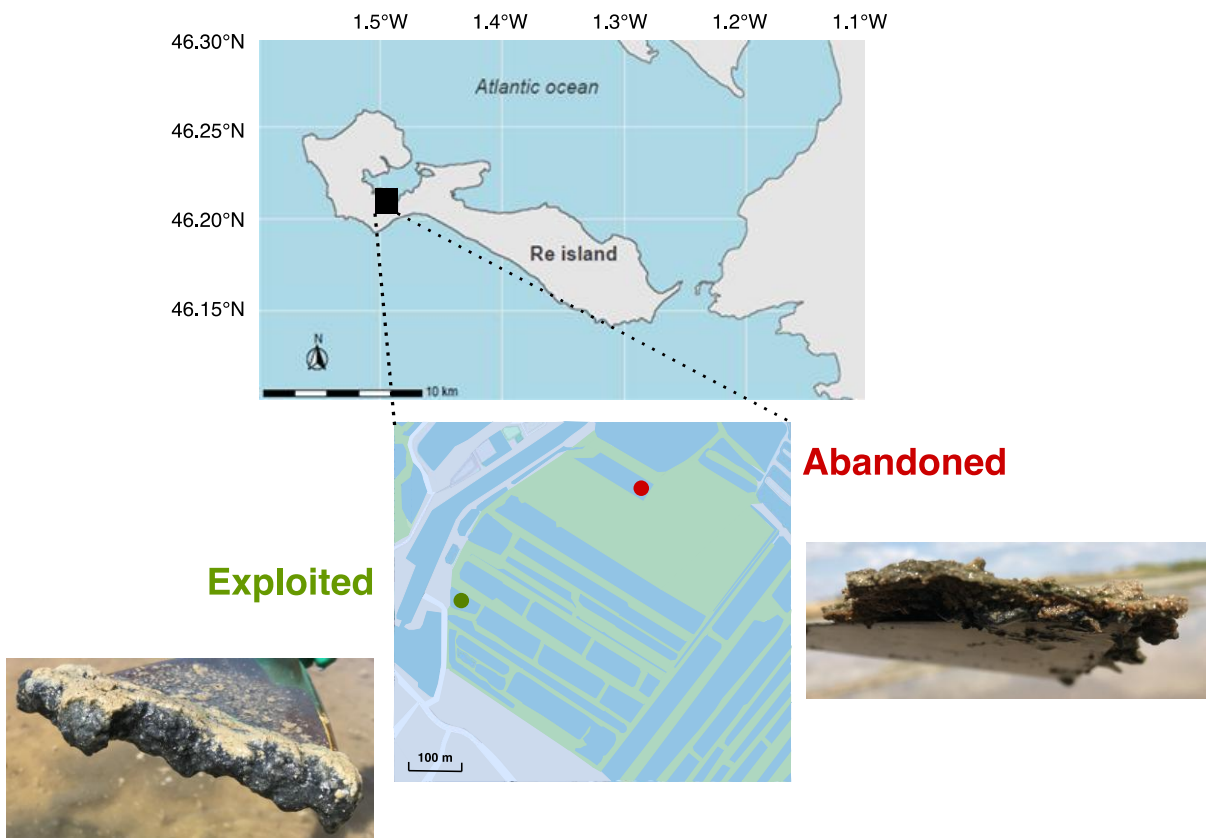 1.5°W 1.4°W 1.3°W 1.2°W 1.1°W
46.30°N
Atlantic ocean
46.25°N
46.20°N
Re island
46.15°N
N
10 km
Abandoned
Exploited
100 m